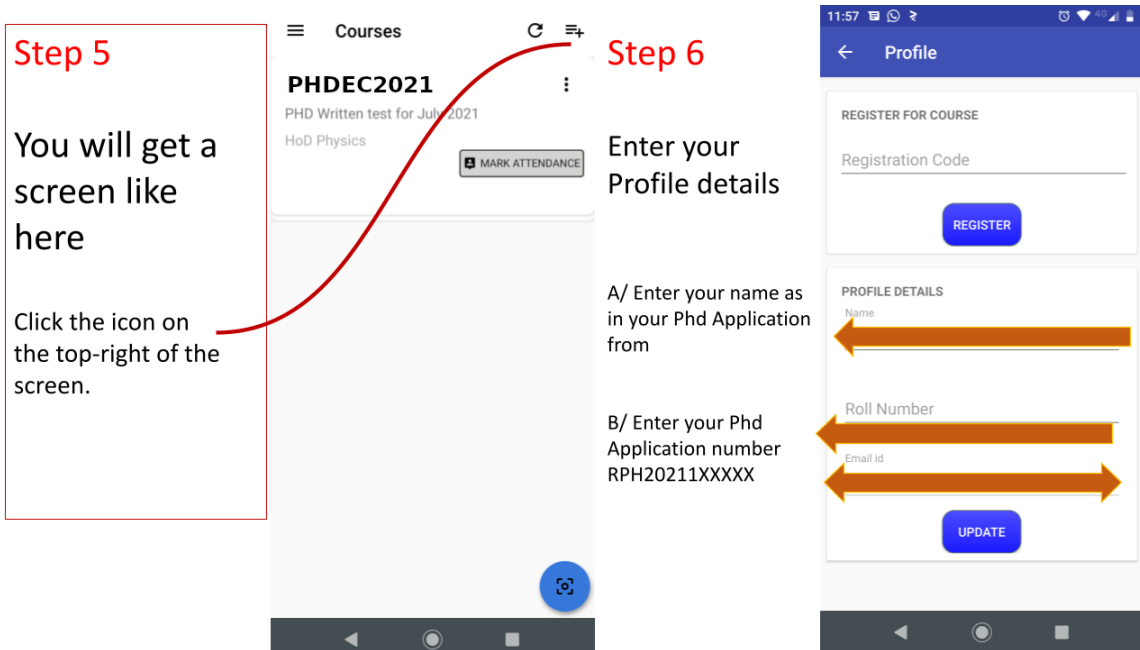 Step 5
You will get a
screen like
here
Click the icon on
the top-right of the
screen.
Courses
PHDEC2021
PHD Written test for July 2021
HoD Physics
MARK ATTENDANCE
Step 6
Enter your
Profile details
A/ Enter your name as
in your Phd Application
from
B/ Enter your Phd
Application number
RPH20211XXXXX
11:57
4G
Profile
REGISTER FOR COURSE
Registration Code
REGISTER
PROFILE DETAILS
Name
Roll Number
Email id
UPDATE